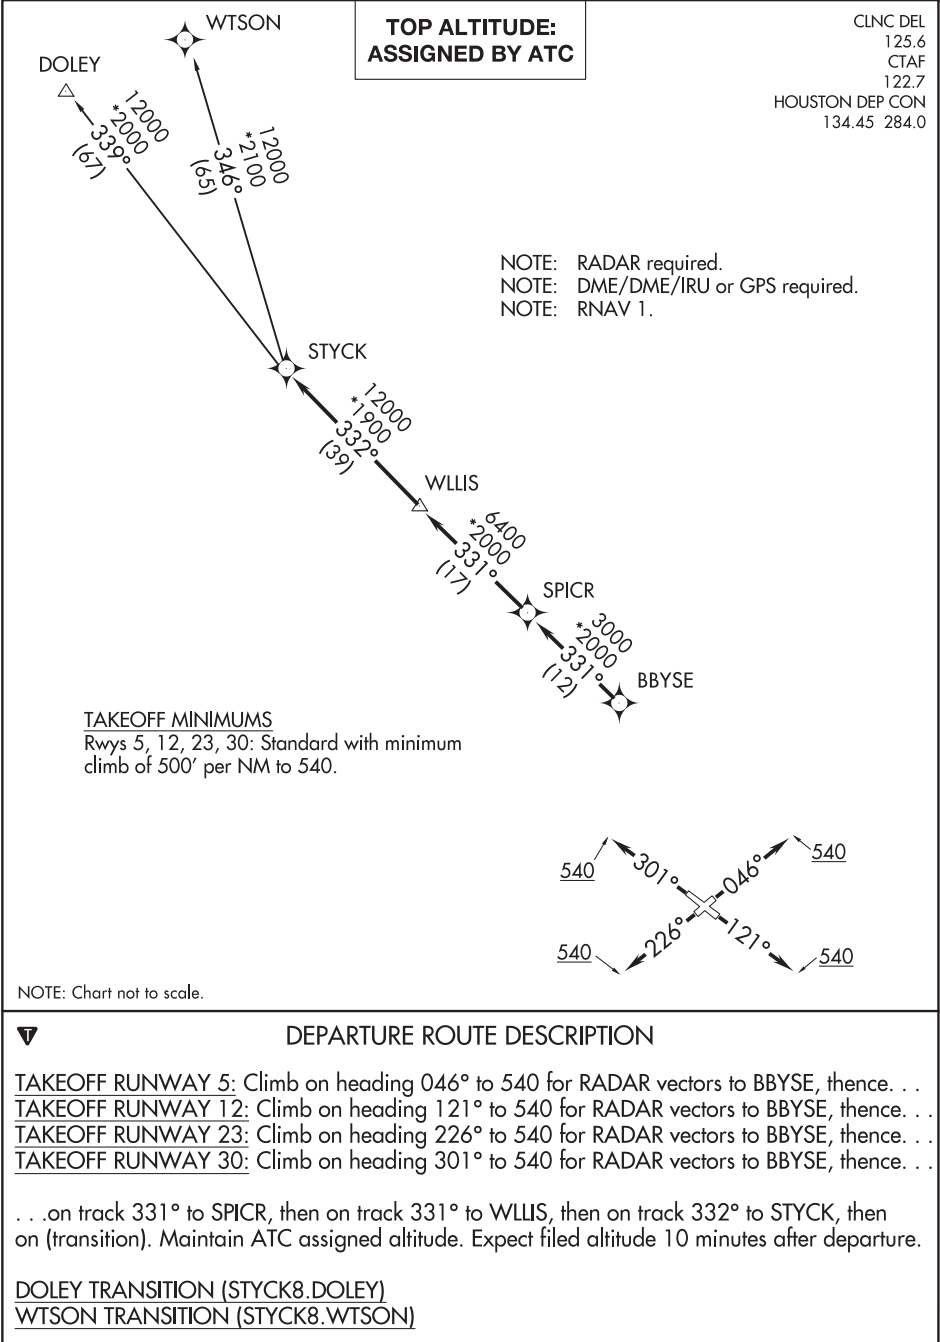 TOP ALTITUDE:
ASSIGNED BY ATC
CLNC DEL
125.6
CTAF
122.7
HOUSTON DEP CON
134.45 284.0
WTSON
DOLEY
12000
*2000
339°
(67)
12000
*2100
346°
(65)
NOTE: RADAR required.
NOTE: DME/DME/IRU or GPS required.
NOTE: RNAV 1.
STYCK
12000
*1900
332°
(39)
WLLIS
6400
*2000
331°
(17)
SPICR
3000
*2000
331°
(12)
BBYSE
TAKEOFF MINIMUMS
Rwys 5, 12, 23, 30: Standard with minimum
climb of 500' per NM to 540.
540
301°
046°
540
540
226°
121°
540
NOTE: Chart not to scale.
T
DEPARTURE ROUTE DESCRIPTION
TAKEOFF RUNWAY 5: Climb on heading 046° to 540 for RADAR vectors to BBYSE, thence. . .
TAKEOFF RUNWAY 12: Climb on heading 121° to 540 for RADAR vectors to BBYSE, thence. . .
TAKEOFF RUNWAY 23: Climb on heading 226° to 540 for RADAR vectors to BBYSE, thence. . .
TAKEOFF RUNWAY 30: Climb on heading 301° to 540 for RADAR vectors to BBYSE, thence. . .
. . .on track 331° to SPICR, then on track 331° to WLLIS, then on track 332° to STYCK, then
on (transition). Maintain ATC assigned altitude. Expect filed altitude 10 minutes after departure.
DOLEY TRANSITION (STYCK8.DOLEY)
WTSON TRANSITION (STYCK8.WTSON)